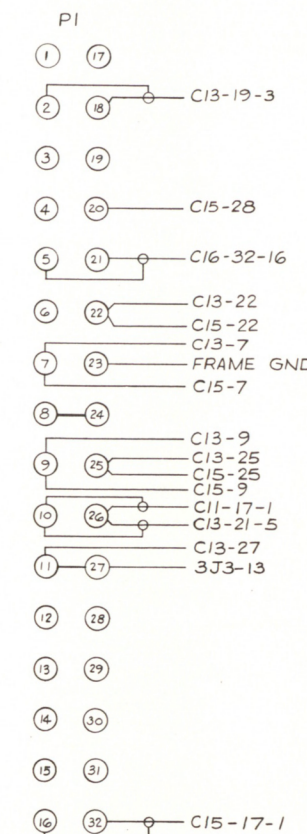 P1
1 17
2 18 C13-19-3
3 19
4 20 C15-28
5 21 C16-32-16
6 22 C13-22
C15-22
C13-7
7 23 FRAME GND
C15-7
8 24
C13-9
9 25 C13-25
C15-25
C15-9
10 26 C11-17-1
C13-21-5
C13-27
11 27 3J3-13
12 28
13 29
14 30
15 31
16 32 C15-17-1